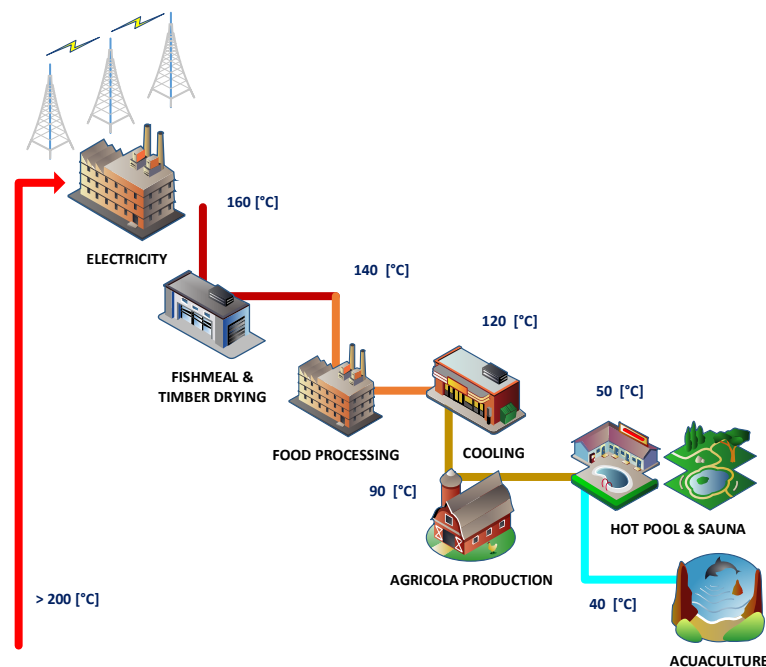 160 [°C]
ELECTRICITY
140 [°C]
120 [°C]
FISHMEAL &
TIMBER DRYING
50 [°C]
FOOD PROCESSING
COOLING
90 [°C]
HOT POOL & SAUNA
AGRICOLA PRODUCTION
> 200 [°C]
40 [°C]
ACUACULTURE